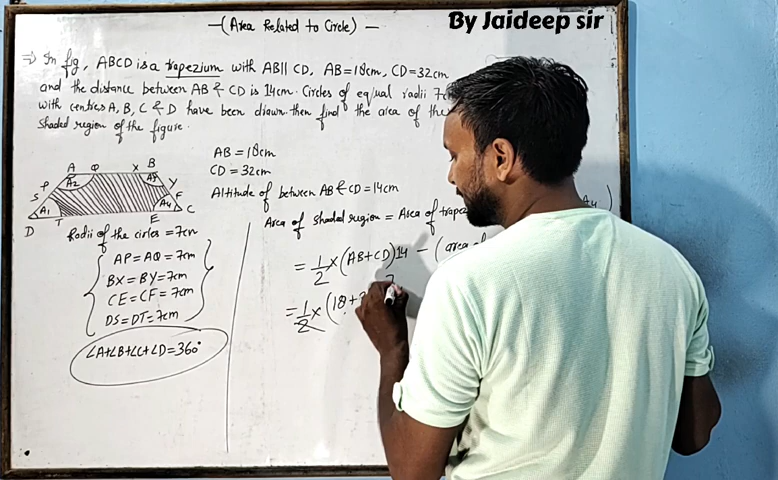 By Jaideep sir
-(Area Related to Circle)-
⇒ In fig, ABCD is a trapezium with AB|| CD, AB=18cm, CD=32cm
and the distance between AB & CD is 14cm. Circles of equal radii 7cm
with centres A, B, C & D have been diawn. then find the area of the
shaded region of the figure.
AB=18cm
CD=32cm
Altitude of between AB & CD=14cm
A Q X B
P A2 A3 Y
S F
A1 A4 C
D T E
Radii of the cirles=7cm
AP=AQ=7cm
BX=BY=7cm
CE=CF=7cm
DS=DT=7cm
∠A+∠B+∠C+∠D=360°
Area of shaded region = Area of A4)
= 1/2 × (AB+CD)14 - (area of
7
= 1/2 × (18+